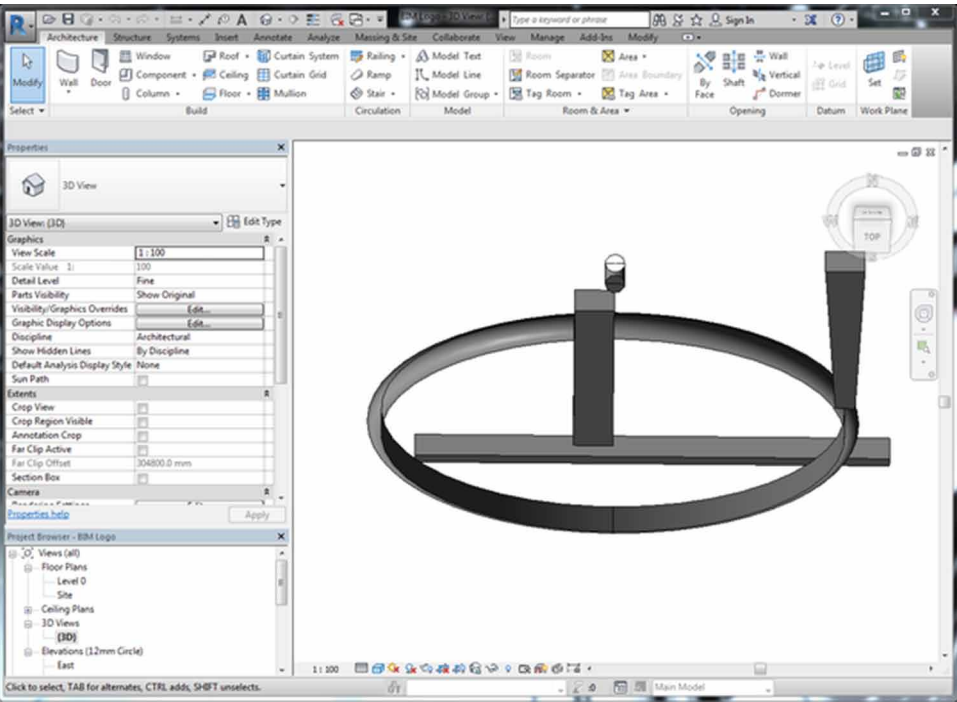 BIM Logo - 3D View: {
Type a keyword or phrase
Sign In
Architecture Structure Systems Insert Annotate Analyze Massing & Site Collaborate View Manage Add-Ins Modify
Modify
Wall
Door
Window
Component
Column
Roof
Ceiling
Floor
Curtain System
Curtain Grid
Mullion
Railing
Ramp
Stair
Model Text
Model Line
Model Group
Room
Room Separator
Tag Room
Area
Area Boundary
Tag Area
By
Face
Shaft
Wall
Vertical
Dormer
Level
Grid
Set
Select Build Circulation Model Room & Area Opening Datum Work Plane
Properties
3D View
3D View: {3D} Edit Type
Graphics
View Scale 1 : 100
Scale Value 1: 100
Detail Level Fine
Parts Visibility Show Original
Visibility/Graphics Overrides Edit...
Graphic Display Options Edit...
Discipline Architectural
Show Hidden Lines By Discipline
Default Analysis Display Style None
Sun Path
Extents
Crop View
Crop Region Visible
Annotation Crop
Far Clip Active
Far Clip Offset 304800.0 mm
Section Box
Camera
Properties help Apply
Project Browser - BIM Logo
Views (all)
Floor Plans
Level 0
Site
Ceiling Plans
3D Views
{3D}
Elevations (12mm Circle)
East
TOP
1 : 100
Click to select, TAB for alternates, CTRL adds, SHIFT unselects.
:0
Main Model